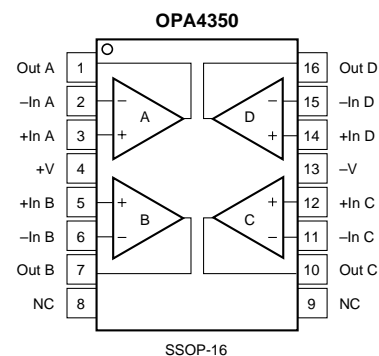 OPA4350
Out A 1 16 Out D
–In A 2 – – 15 –In D
+In A 3 + A D + 14 +In D
+V 4 13 –V
+In B 5 + + 12 +In C
–In B 6 – B C – 11 –In C
Out B 7 10 Out C
NC 8 9 NC
SSOP-16